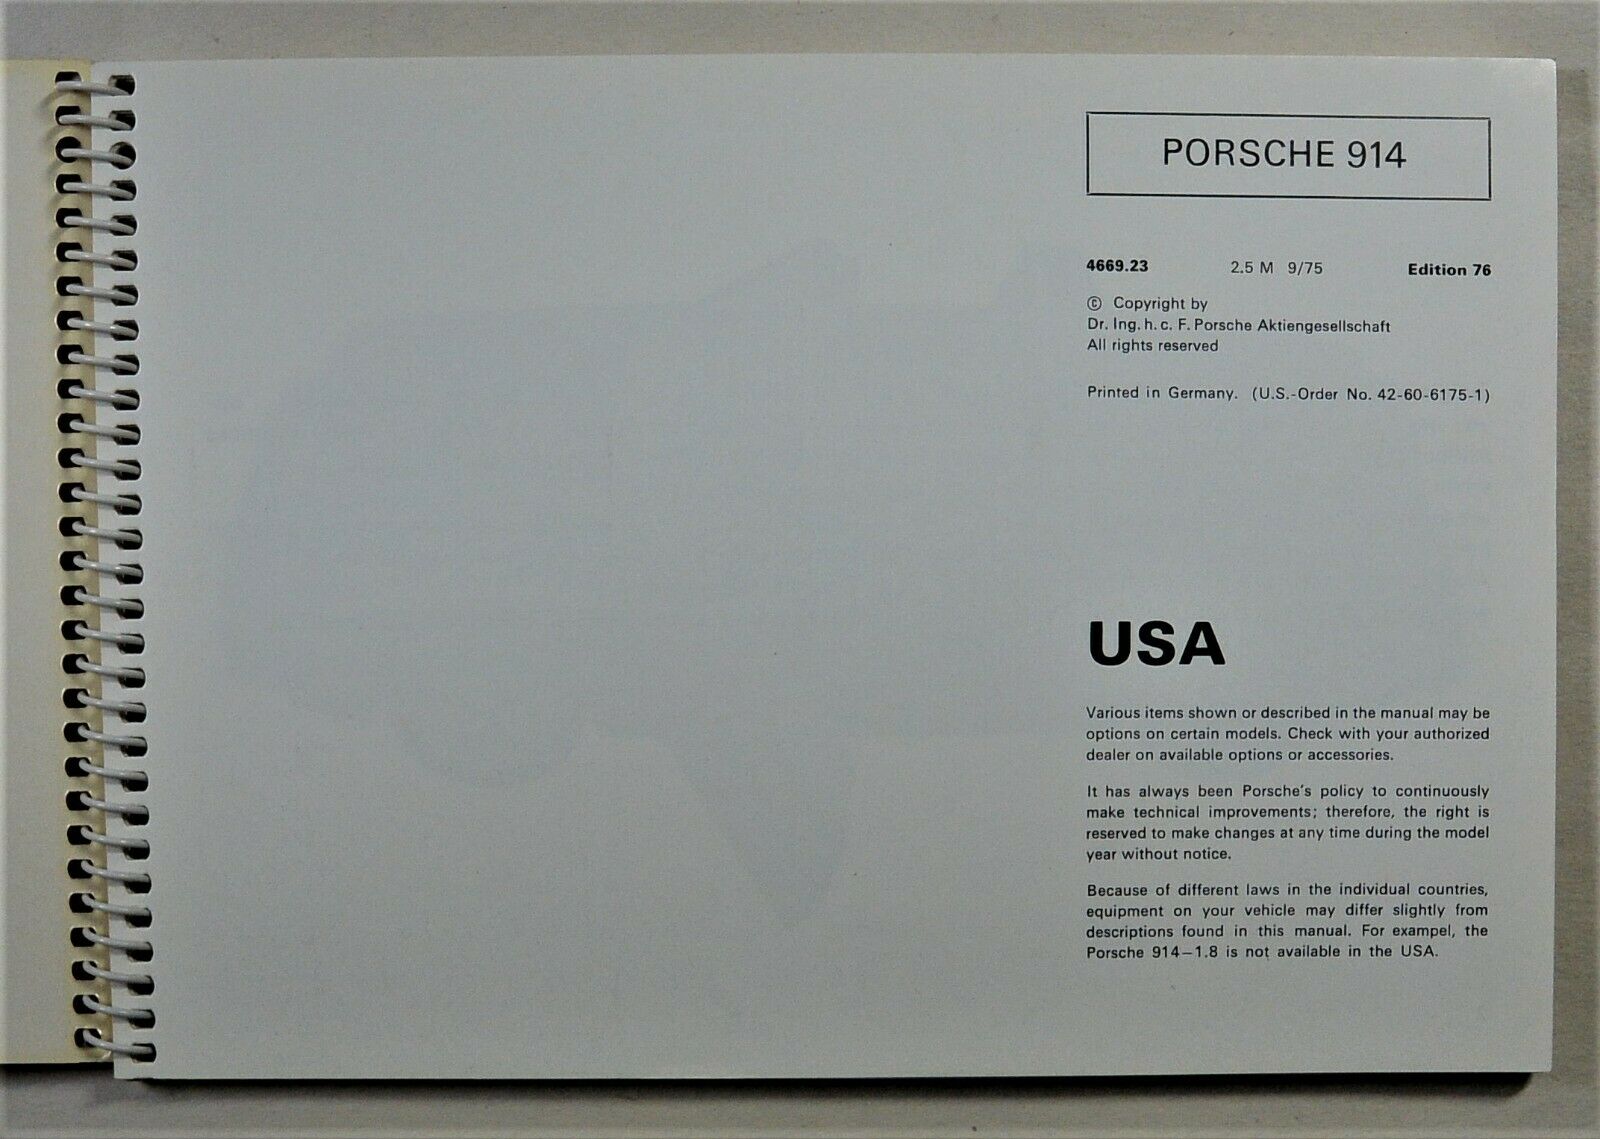 PORSCHE 914
4669.23 2.5 M 9/75 Edition 76
© Copyright by
Dr. Ing. h. c. F. Porsche Aktiengesellschaft
All rights reserved
Printed in Germany. (U.S.-Order No. 42-60-6175-1)
USA
Various items shown or described in the manual may be
options on certain models. Check with your authorized
dealer on available options or accessories.
It has always been Porsche's policy to continuously
make technical improvements; therefore, the right is
reserved to make changes at any time during the model
year without notice.
Because of different laws in the individual countries,
equipment on your vehicle may differ slightly from
descriptions found in this manual. For exampel, the
Porsche 914–1.8 is not available in the USA.